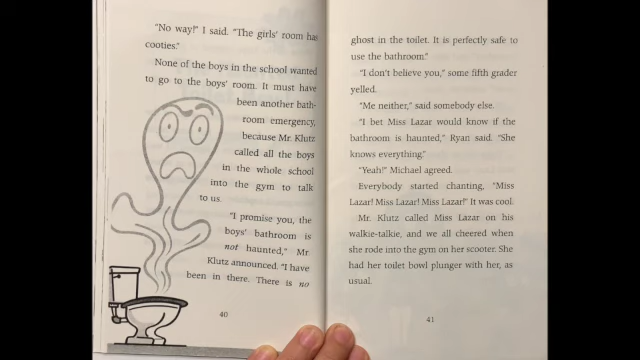 "No way!" I said. "The girls' room has
cooties."
None of the boys in the school wanted
to go to the boys' room. It must have
been another bath-
room emergency,
because Mr. Klutz
called all the boys
in the whole school
into the gym to talk
to us.
"I promise you, the
boys' bathroom is
not haunted," Mr.
Klutz announced. "I have
been in there. There is no
40
ghost in the toilet. It is perfectly safe to
use the bathroom."
"I don't believe you," some fifth grader
yelled.
"Me neither," said somebody else.
"I bet Miss Lazar would know if the
bathroom is haunted," Ryan said. "She
knows everything."
"Yeah!" Michael agreed.
Everybody started chanting, "Miss
Lazar! Miss Lazar! Miss Lazar!" It was cool.
Mr. Klutz called Miss Lazar on his
walkie-talkie, and we all cheered when
she rode into the gym on her scooter. She
had her toilet bowl plunger with her, as
usual.
41